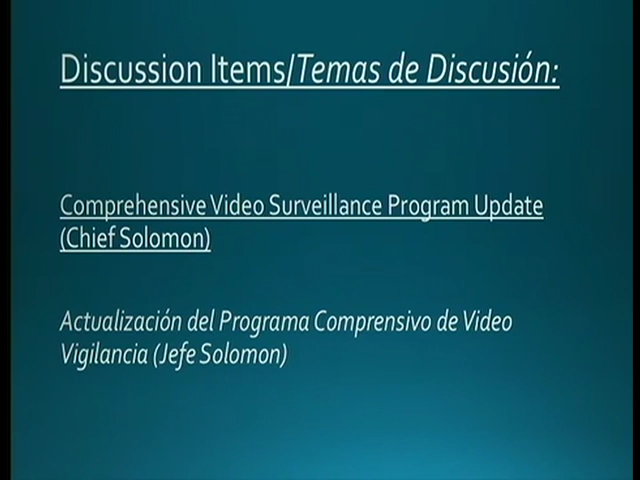 Discussion Items/Temas de Discusión:
Comprehensive Video Surveillance Program Update
(Chief Solomon)
Actualización del Programa Comprensivo de Video
Vigilancia (Jefe Solomon)